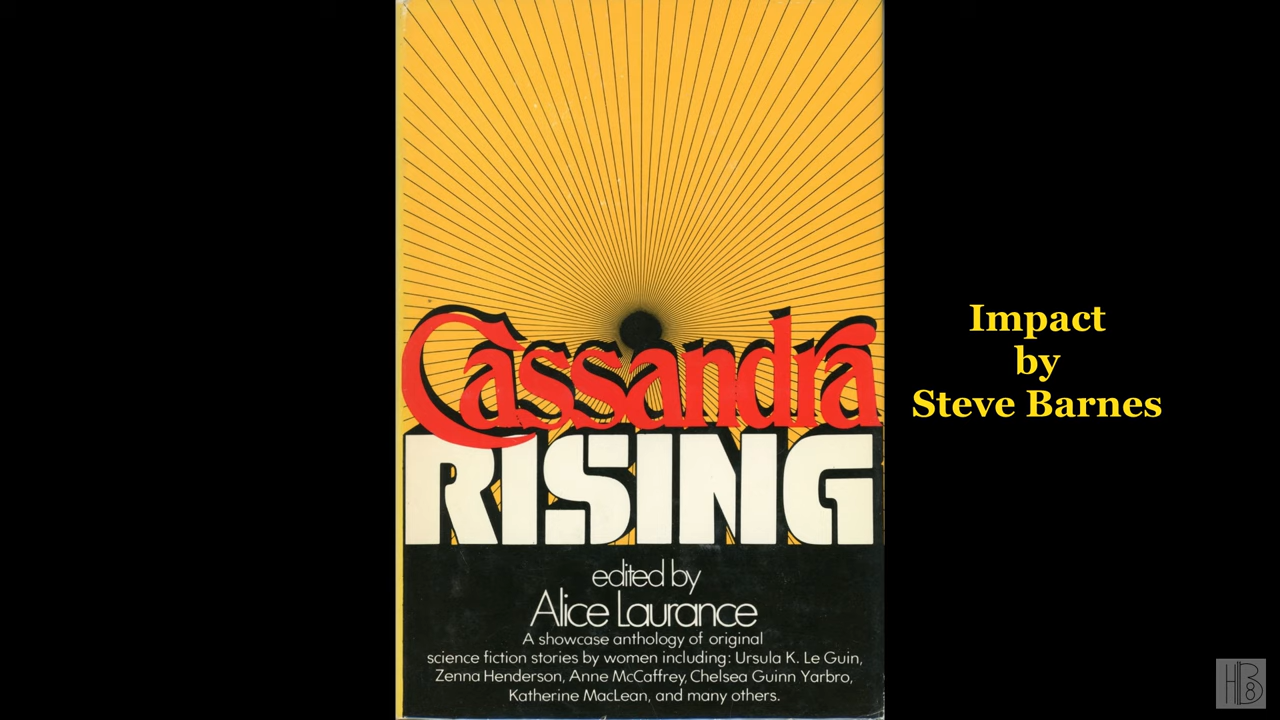 Cassandra
RISING
edited by
Alice Laurance
A showcase anthology of original
science fiction stories by women including: Ursula K. Le Guin,
Zenna Henderson, Anne McCaffrey, Chelsea Guinn Yarbro,
Katherine MacLean, and many others.
Impact
by
Steve Barnes